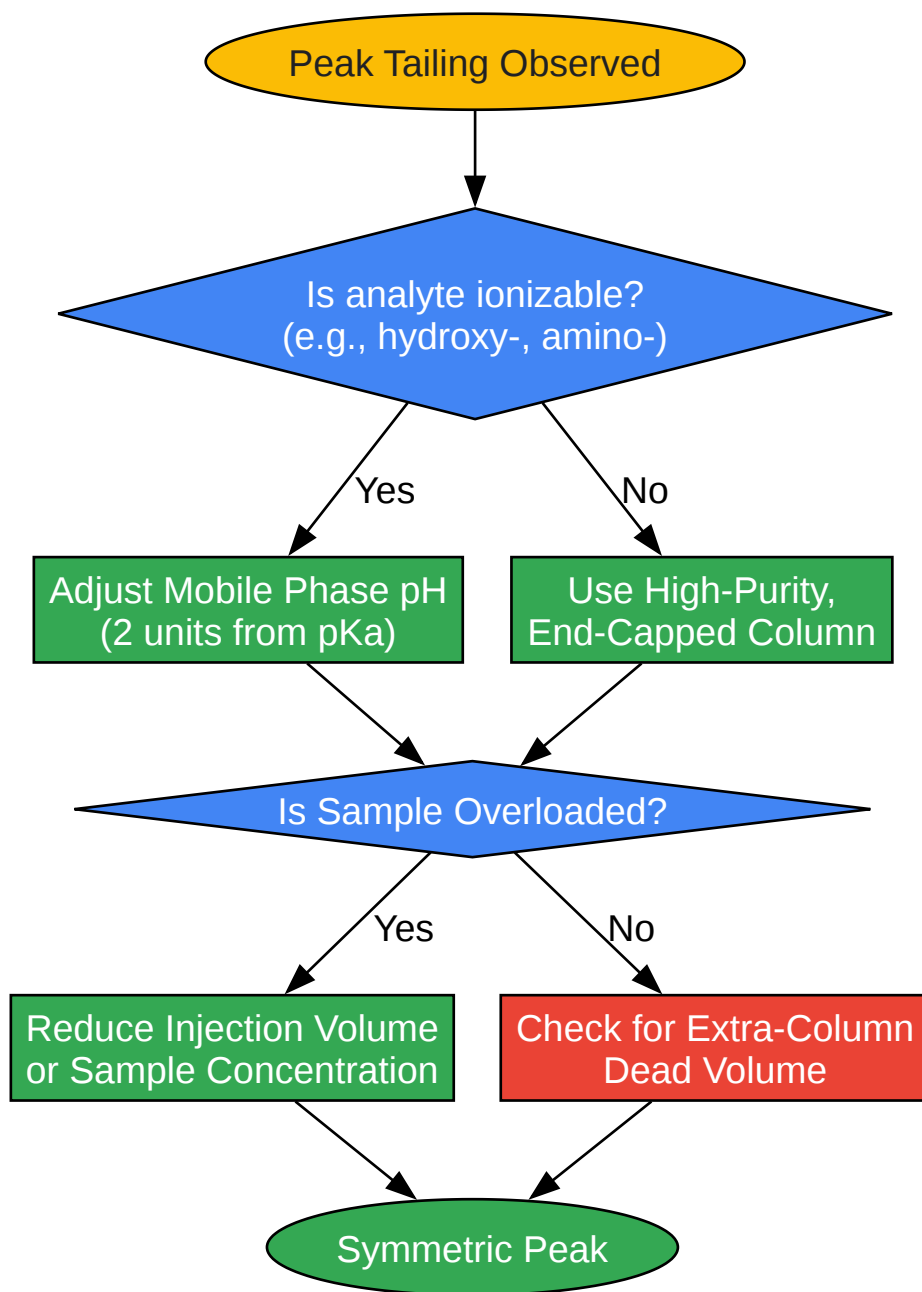 Peak Tailing Observed
Is analyte ionizable?
(e.g., hydroxy-, amino-)
Yes
No
Adjust Mobile Phase pH
(2 units from pKa)
Use High-Purity,
End-Capped Column
Is Sample Overloaded?
Yes
No
Reduce Injection Volume
or Sample Concentration
Check for Extra-Column
Dead Volume
Symmetric Peak